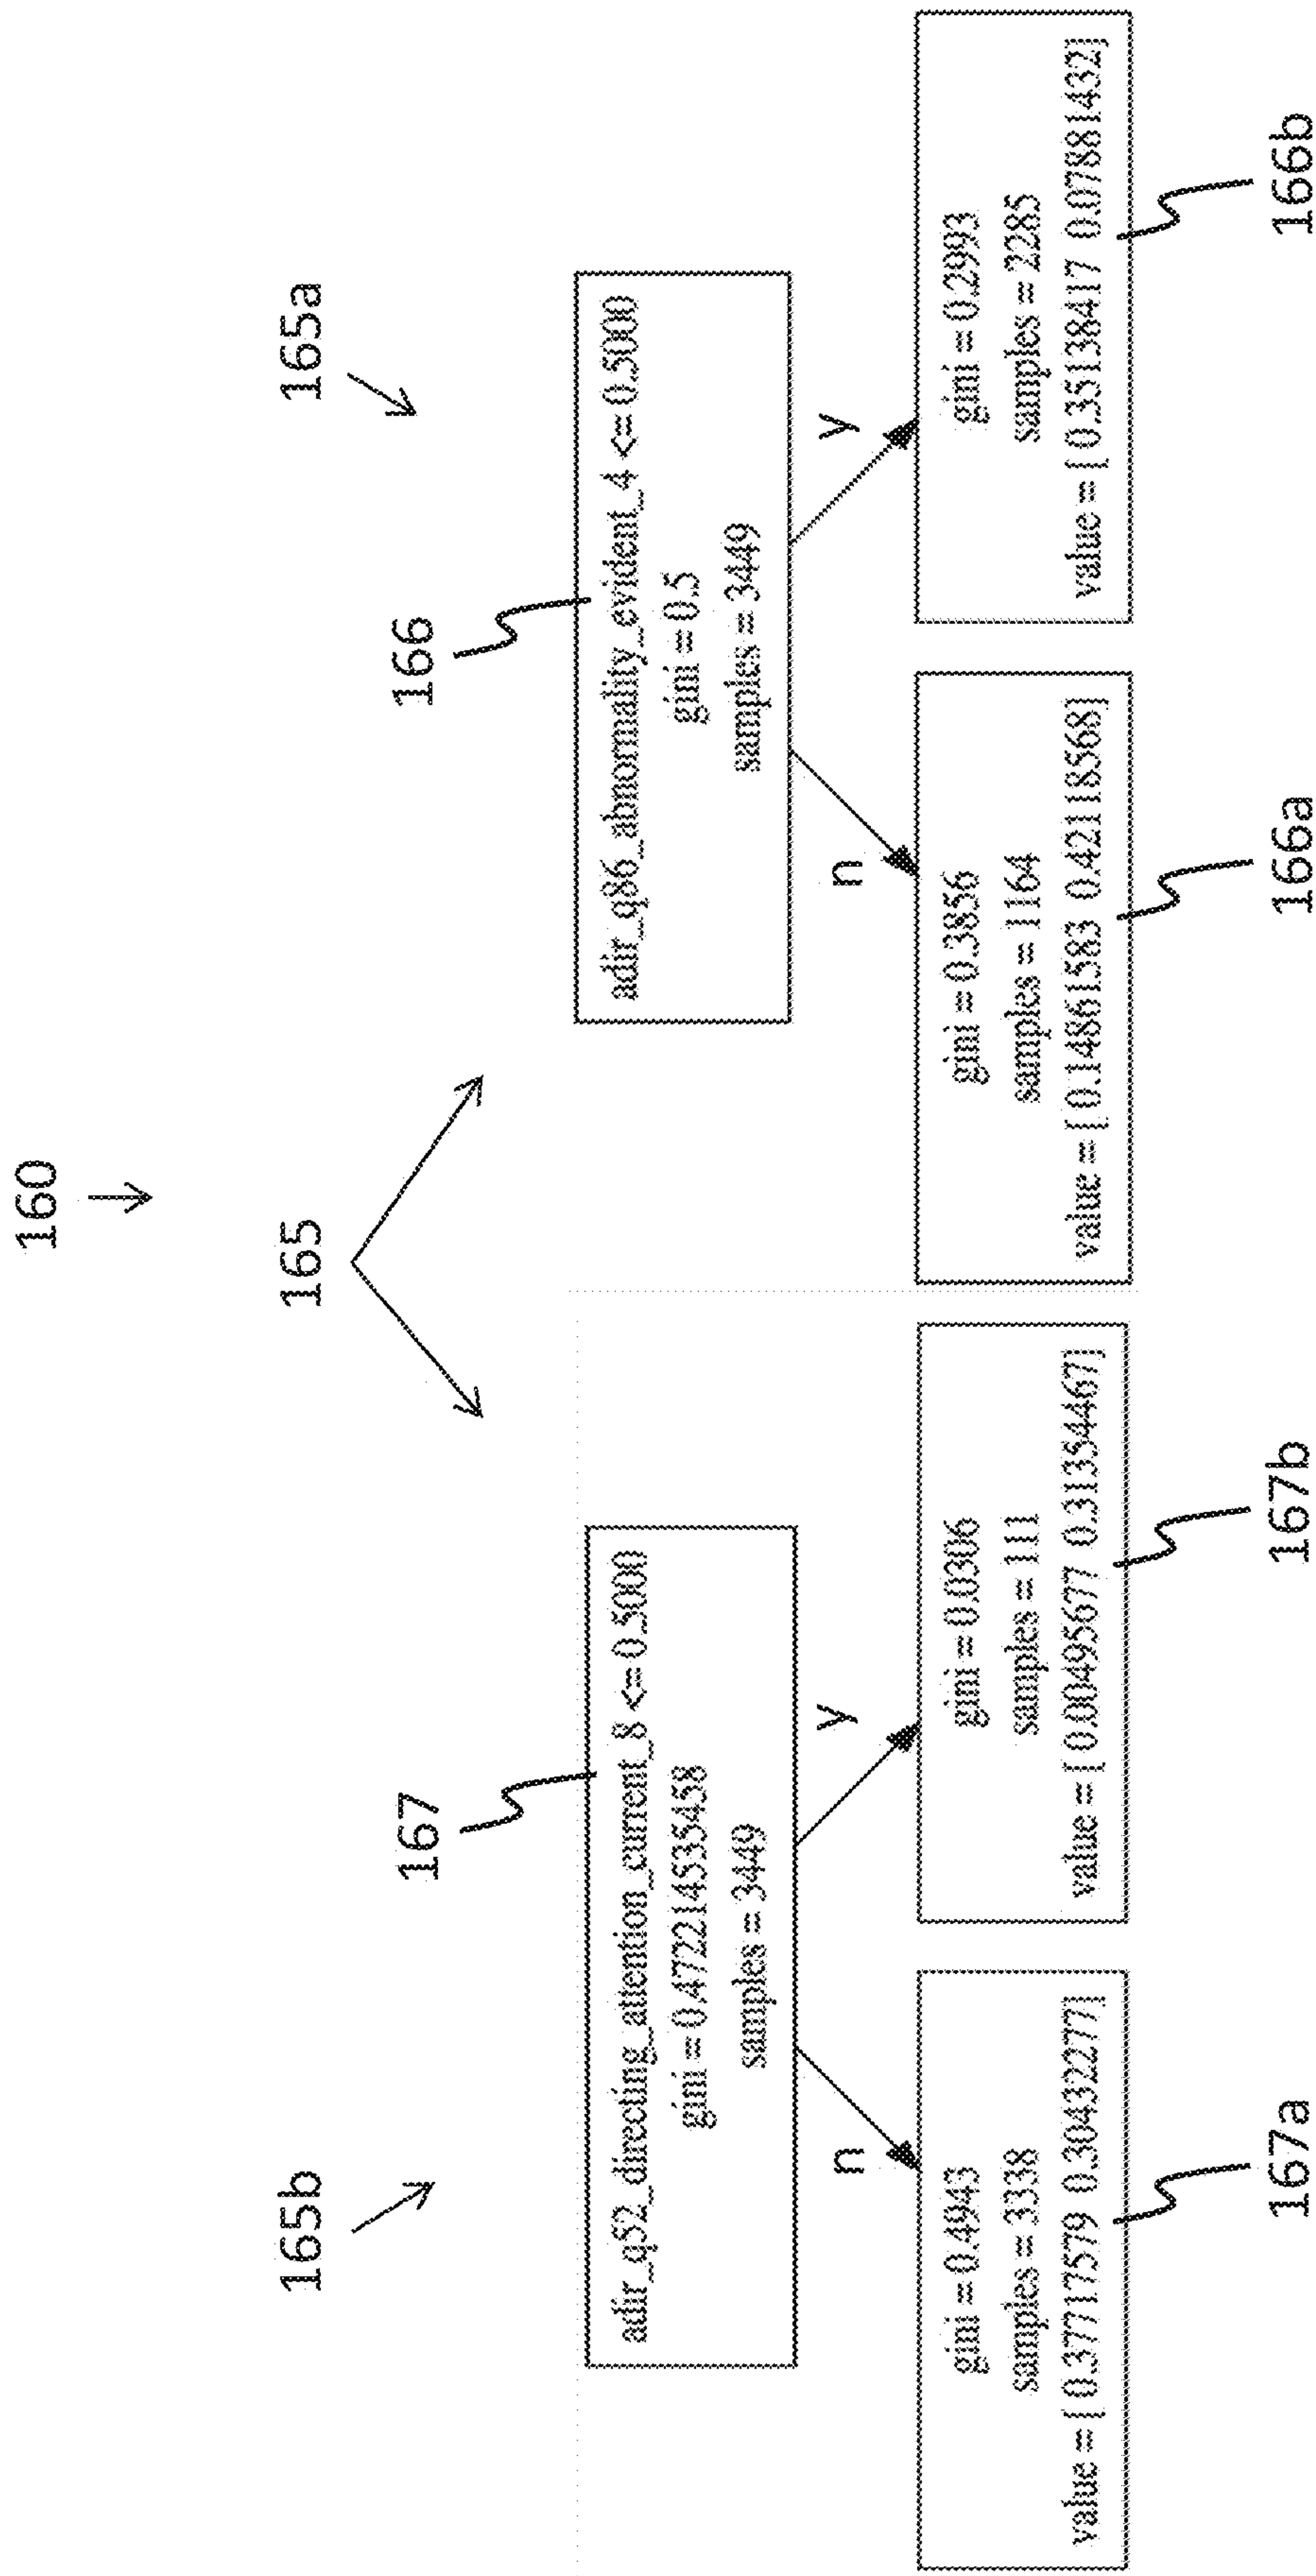 160
165
165b
165a
167
adir_q52_directing_attention_current_8 <= 0.5000
gini = 0.472214535458
samples = 3449
n
y
gini = 0.4943
samples = 3338
value = [ 0.37717579 0.30432277]
167a
gini = 0.0306
samples = 111
value = [ 0.00495677 0.31354467]
167b
166
adir_q86_abnormality_evident_4 <= 0.5000
gini = 0.5
samples = 3449
n
y
gini = 0.3856
samples = 1164
value = [ 0.14861583 0.42118568]
166a
gini = 0.2993
samples = 2285
value = [ 0.35138417 0.07881432]
166b